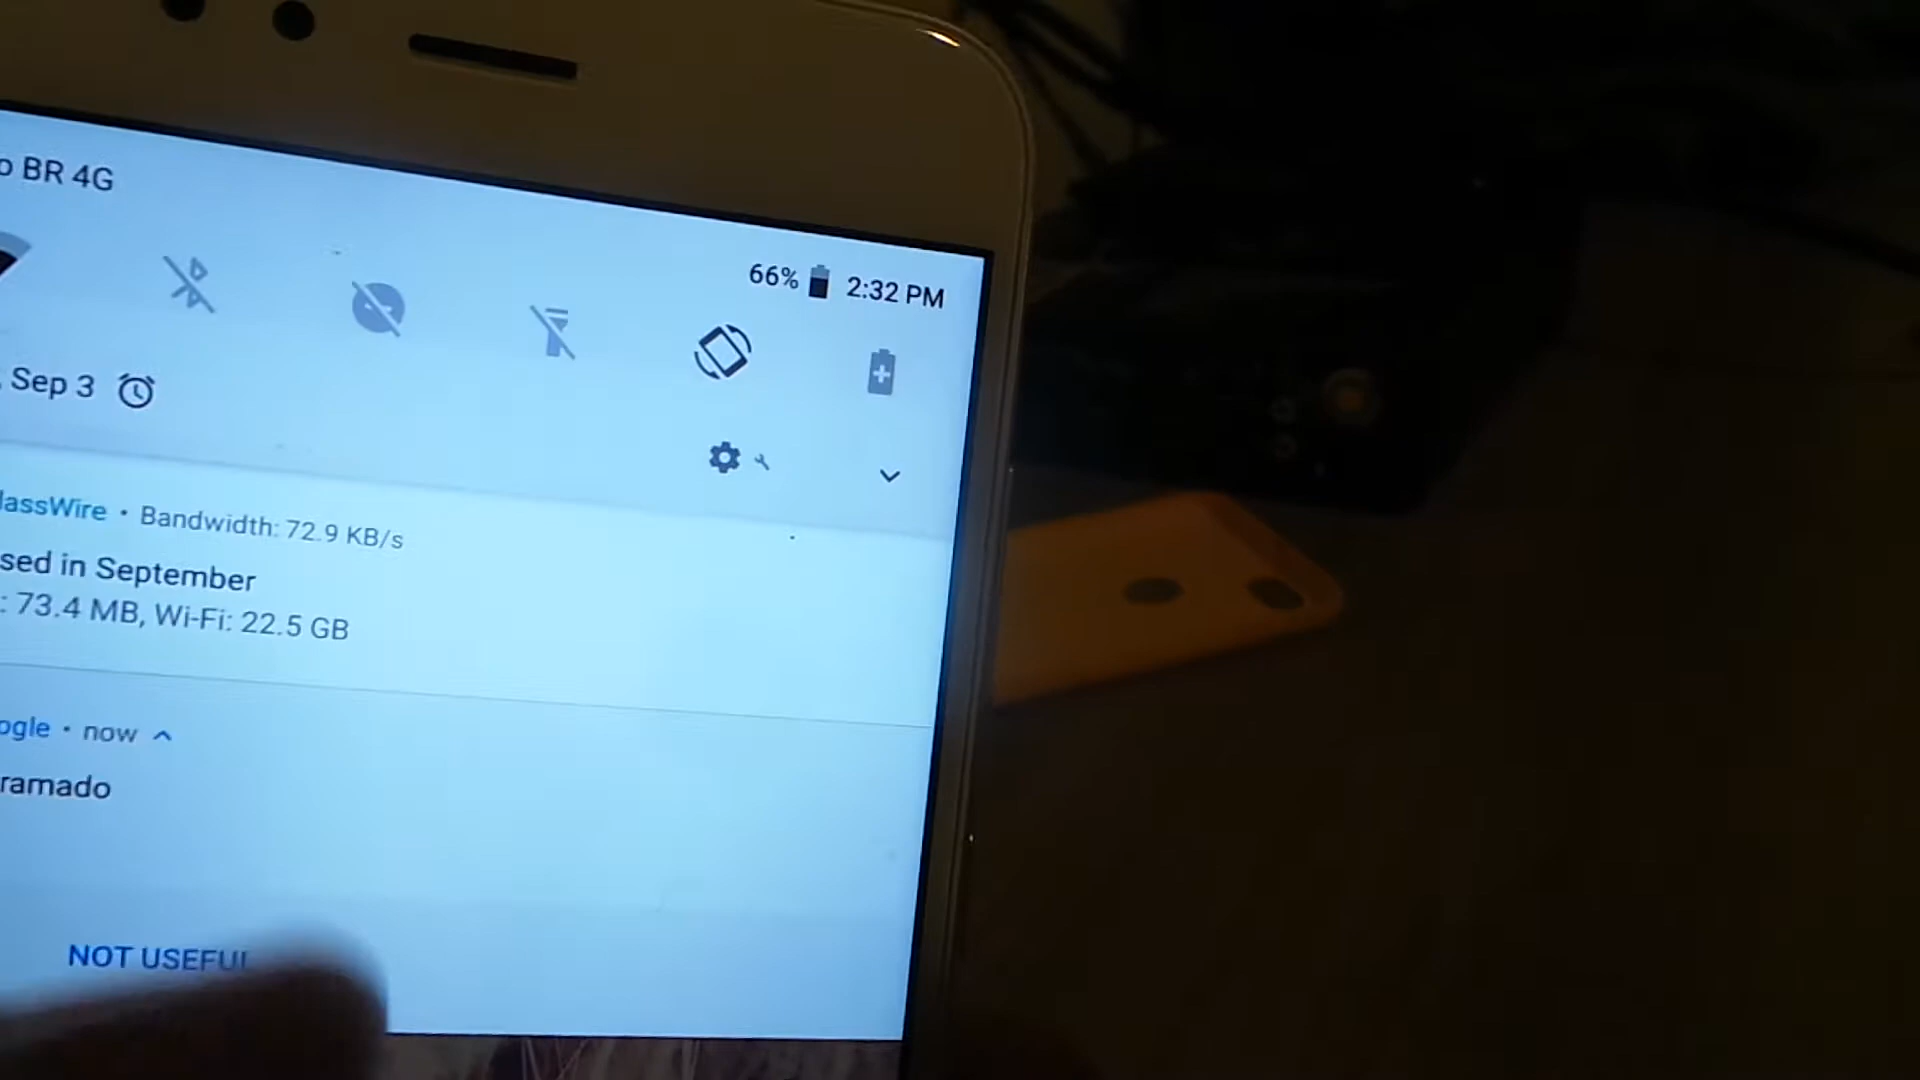 BR 4G
66% 2:32 PM
Sep 3
lassWire • Bandwidth: 72.9 KB/s
sed in September
: 73.4 MB, Wi-Fi: 22.5 GB
ogle • now
ramado
NOT USEFUL